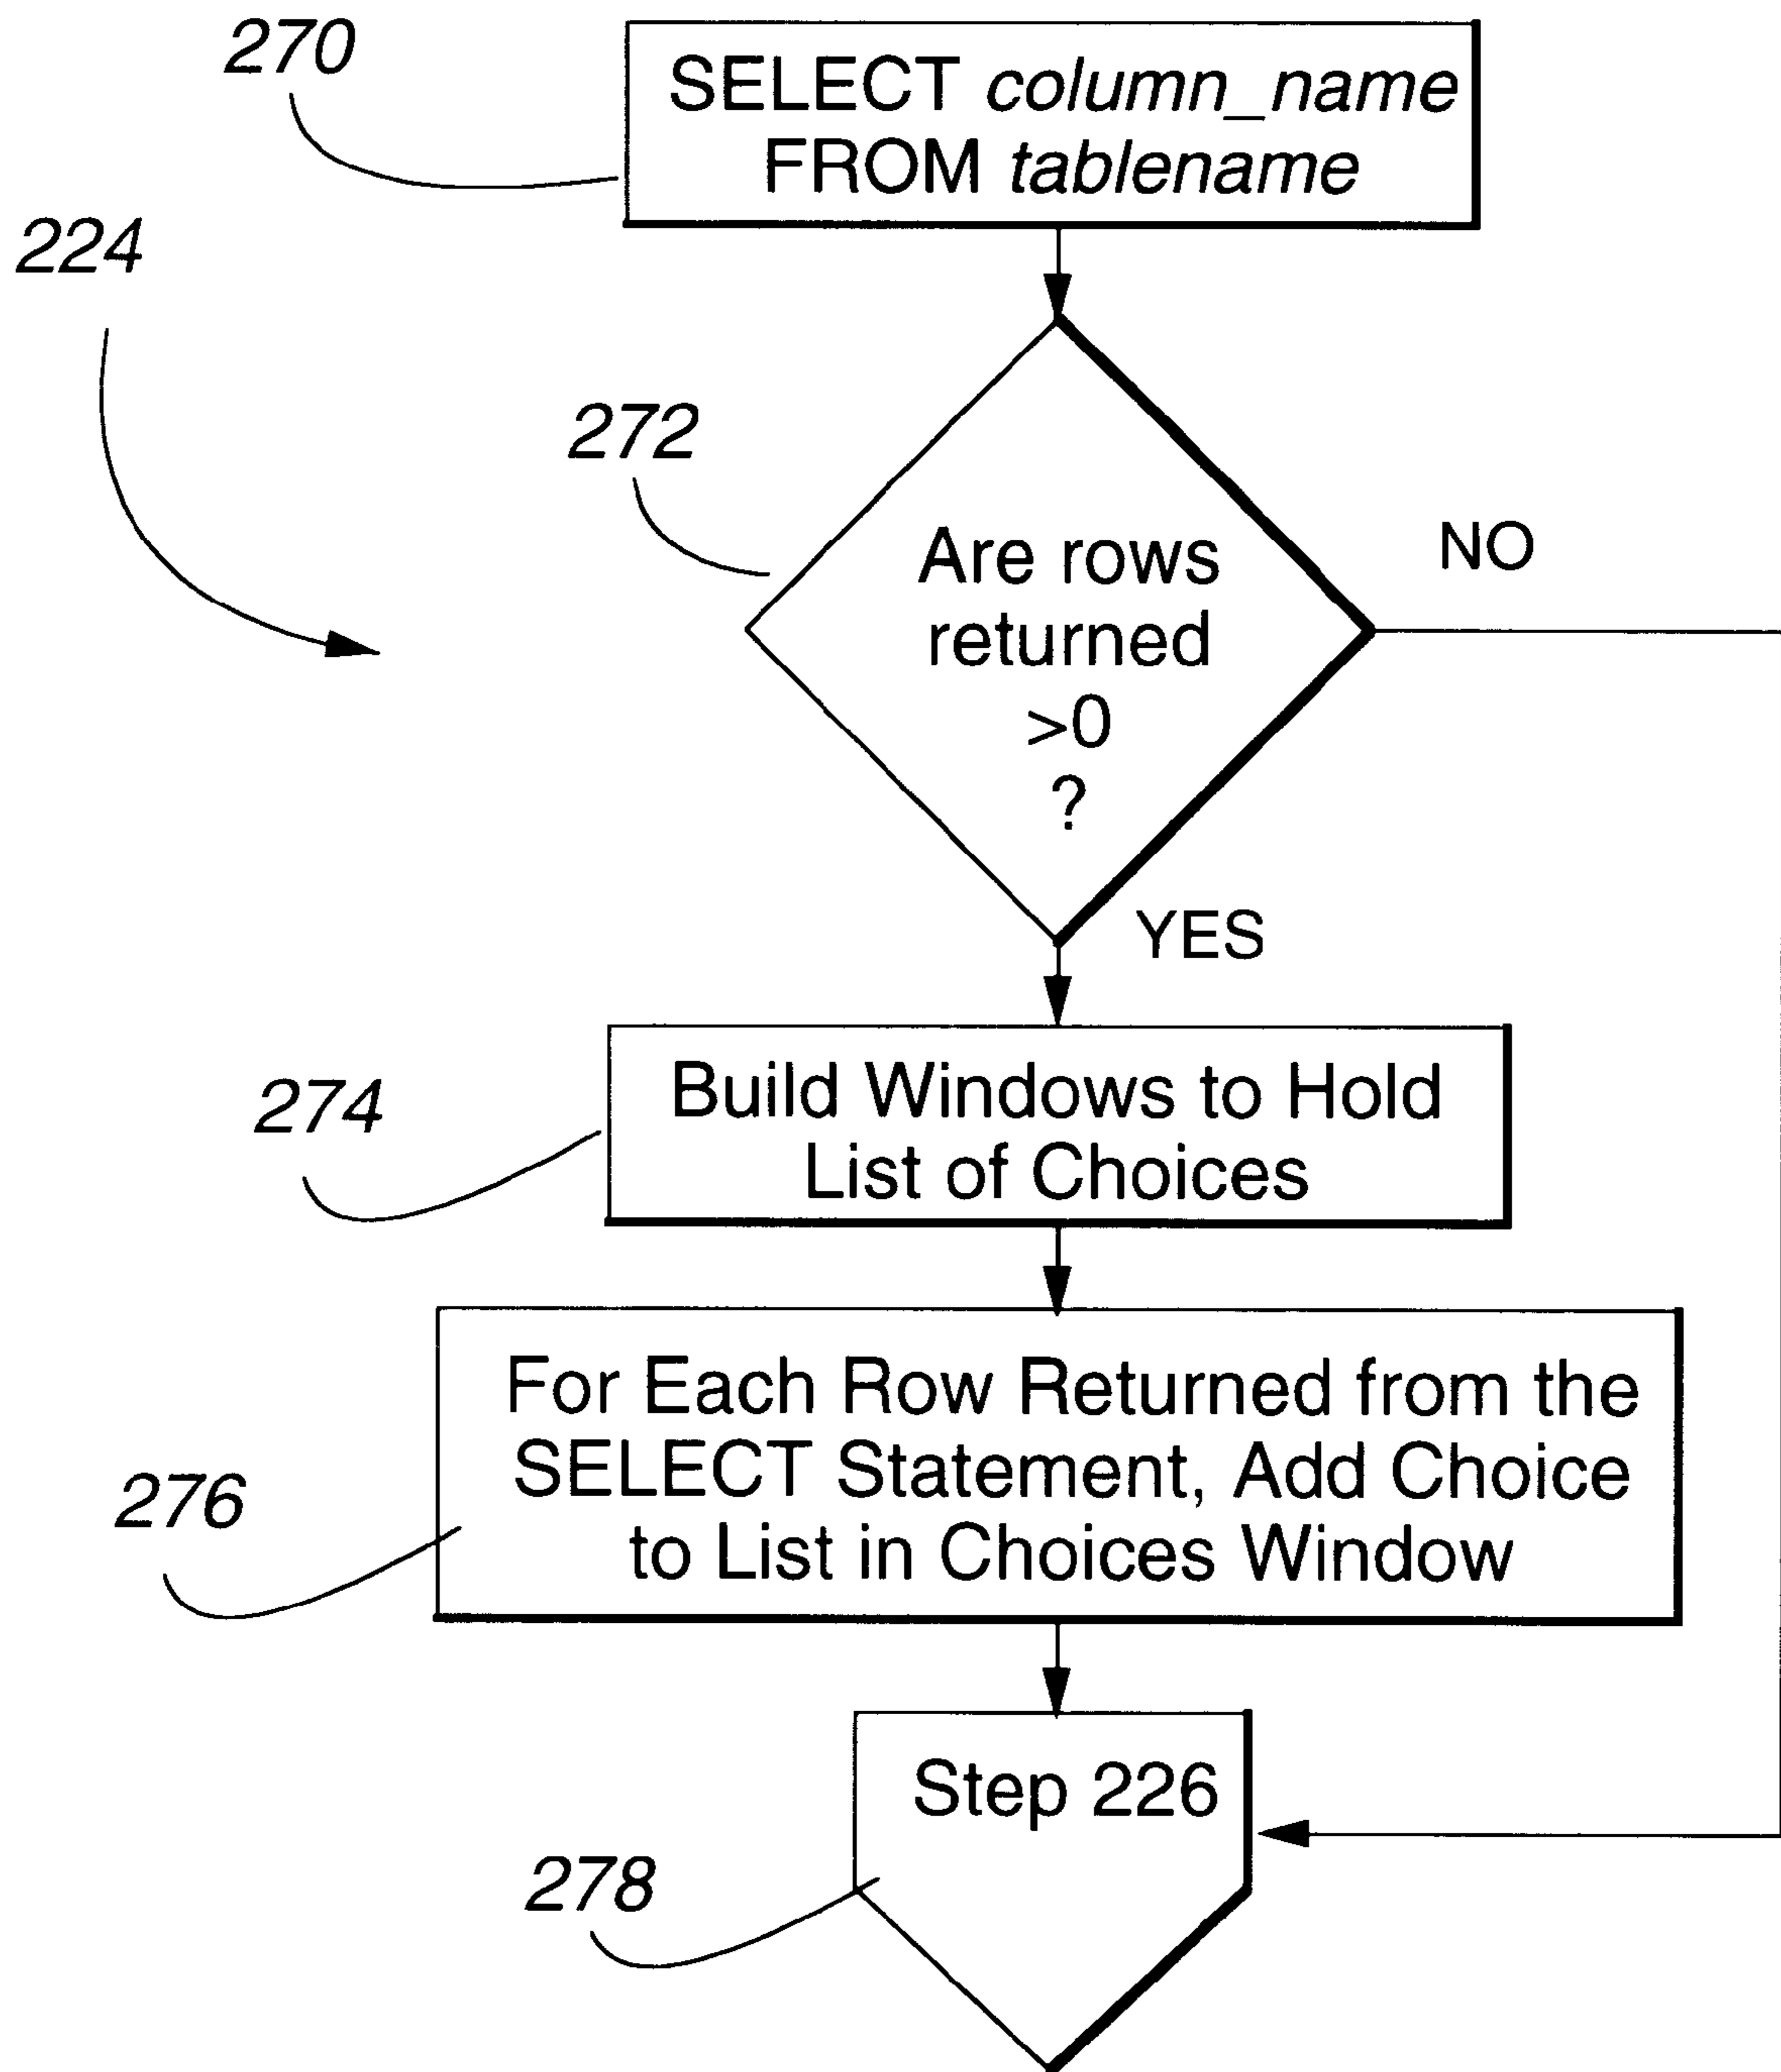 270
SELECT column_name
FROM tablename
224
272
Are rows
returned
>0
?
NO
YES
274
Build Windows to Hold
List of Choices
276
For Each Row Returned from the
SELECT Statement, Add Choice
to List in Choices Window
Step 226
278